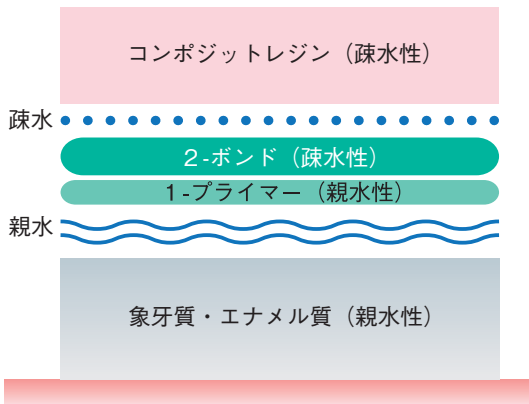 コンポジットレジン（疎水性）
疎水
2-ボンド（疎水性）
1-プライマー（親水性）
親水
象牙質・エナメル質（親水性）